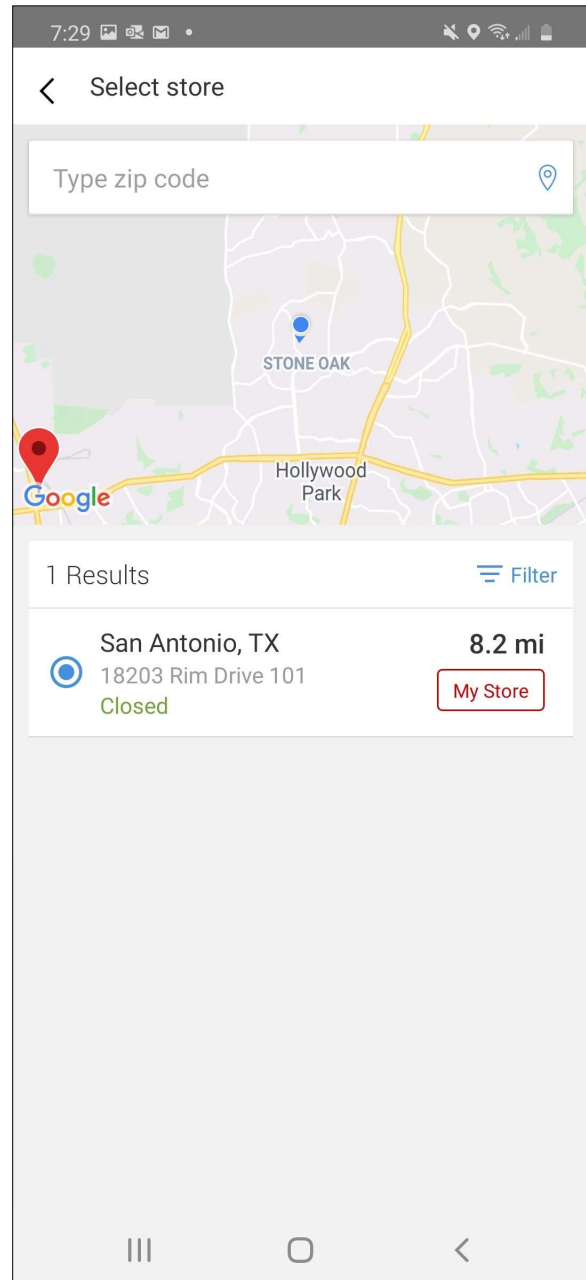 7:29
Select store
Type zip code
STONE OAK
Hollywood
Park
Google
1 Results
Filter
San Antonio, TX
8.2 mi
18203 Rim Drive 101
My Store
Closed